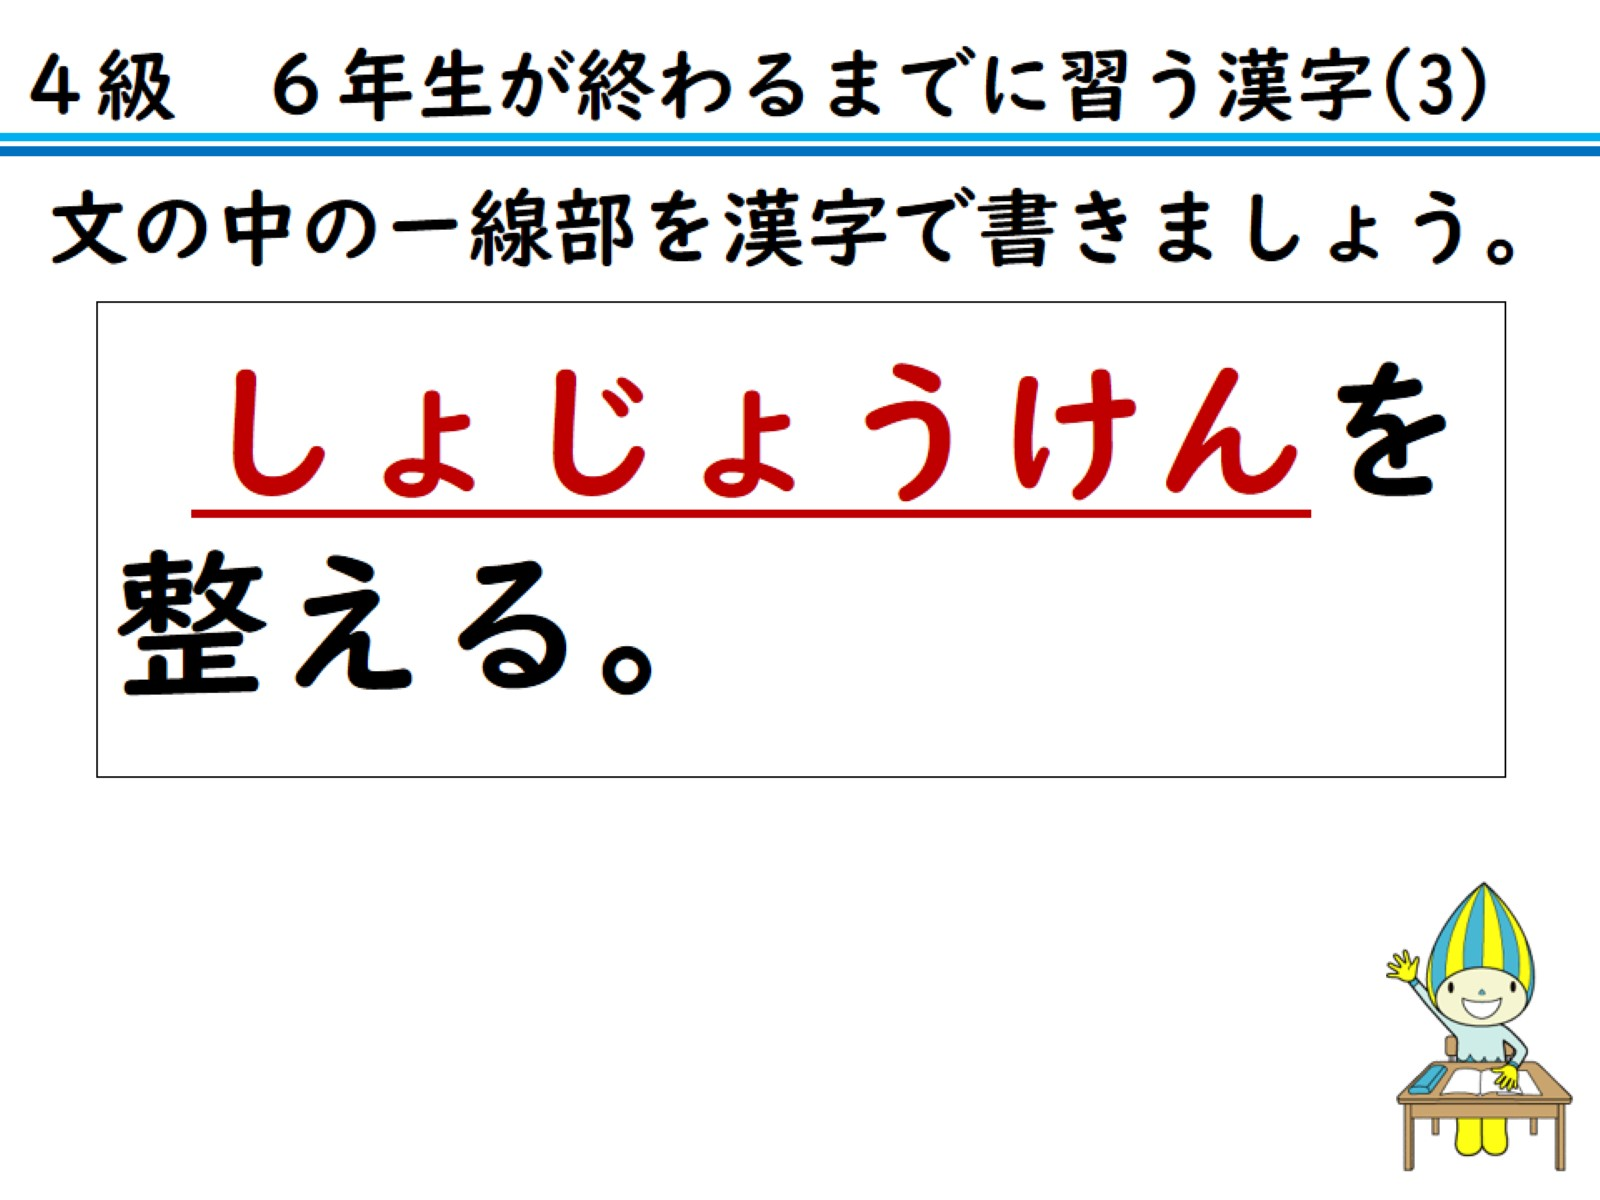 4級　6年生が終わるまでに習う漢字(3)
文の中の一線部を漢字で書きましょう。
しょじょうけんを
整える。